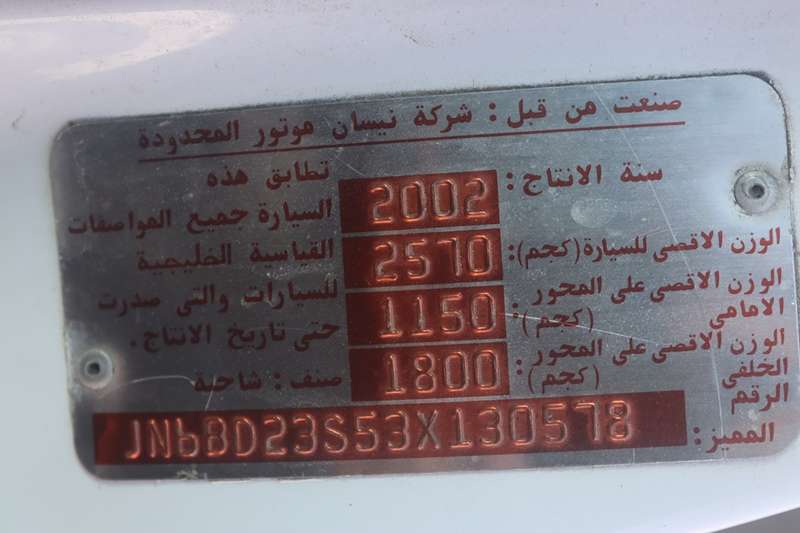 صنعت من قبل : شركة نيسان موتور المحدودة
سنة الانتاج : 2002
الوزن الاقصى للسيارة (كجم): 2570
الوزن الاقصى على المحور الامامى (كجم): 1150
الوزن الاقصى على المحور الخلفى (كجم): 1800
تطابق هذه
السيارة جميع المواصفات
القياسية الخليجية
للسيارات والتى صدرت
حتى تاريخ الانتاج .
صنف : شاحنة
الرقم المميز : JN6BD23S53X130578